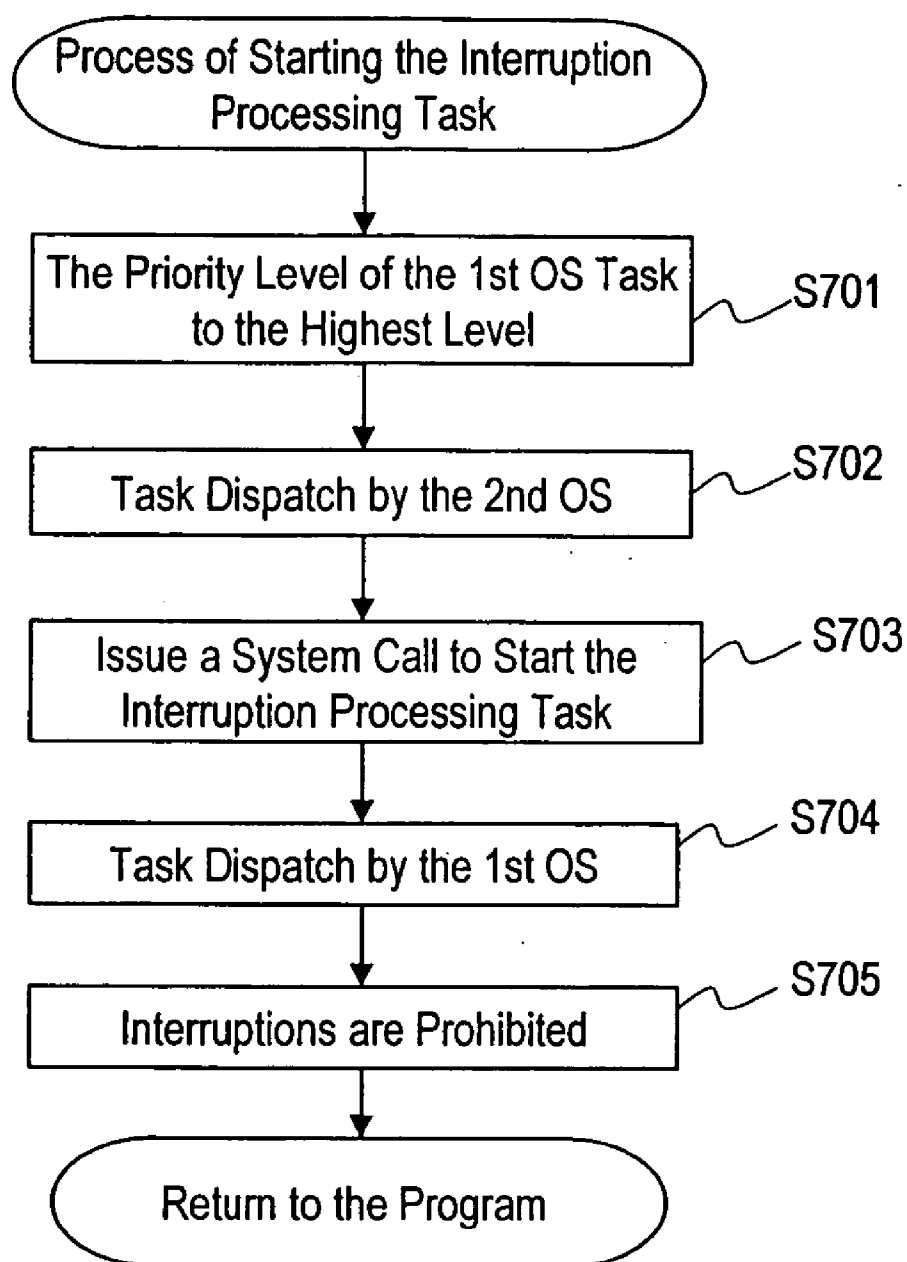 Process of Starting the Interruption
Processing Task
The Priority Level of the 1st OS Task
to the Highest Level
S701
Task Dispatch by the 2nd OS
S702
Issue a System Call to Start the
Interruption Processing Task
S703
Task Dispatch by the 1st OS
S704
Interruptions are Prohibited
S705
Return to the Program